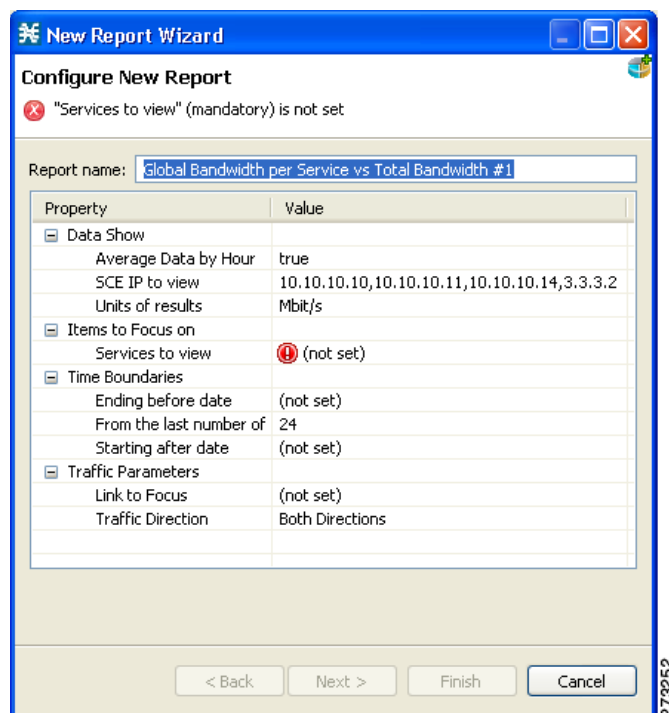 New Report Wizard
Configure New Report
"Services to view" (mandatory) is not set
Report name: Global Bandwidth per Service vs Total Bandwidth #1
Property Value
Data Show
Average Data by Hour true
SCE IP to view 10.10.10.10,10.10.10.11,10.10.10.14,3.3.3.2
Units of results Mbit/s
Items to Focus on
Services to view (not set)
Time Boundaries
Ending before date (not set)
From the last number of 24
Starting after date (not set)
Traffic Parameters
Link to Focus (not set)
Traffic Direction Both Directions
< Back Next > Finish Cancel
273252